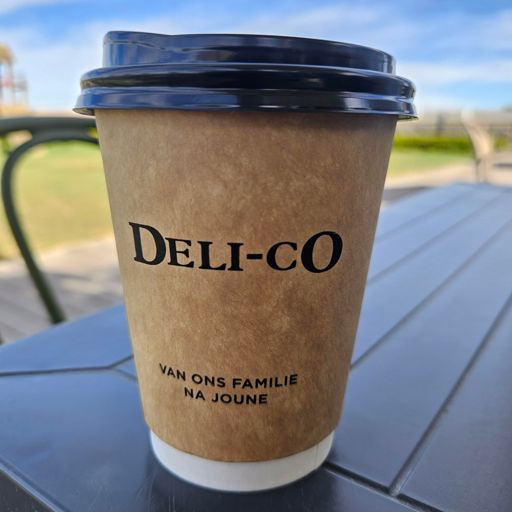 DELI-CO
VAN ONS FAMILIE
NA JOUNE